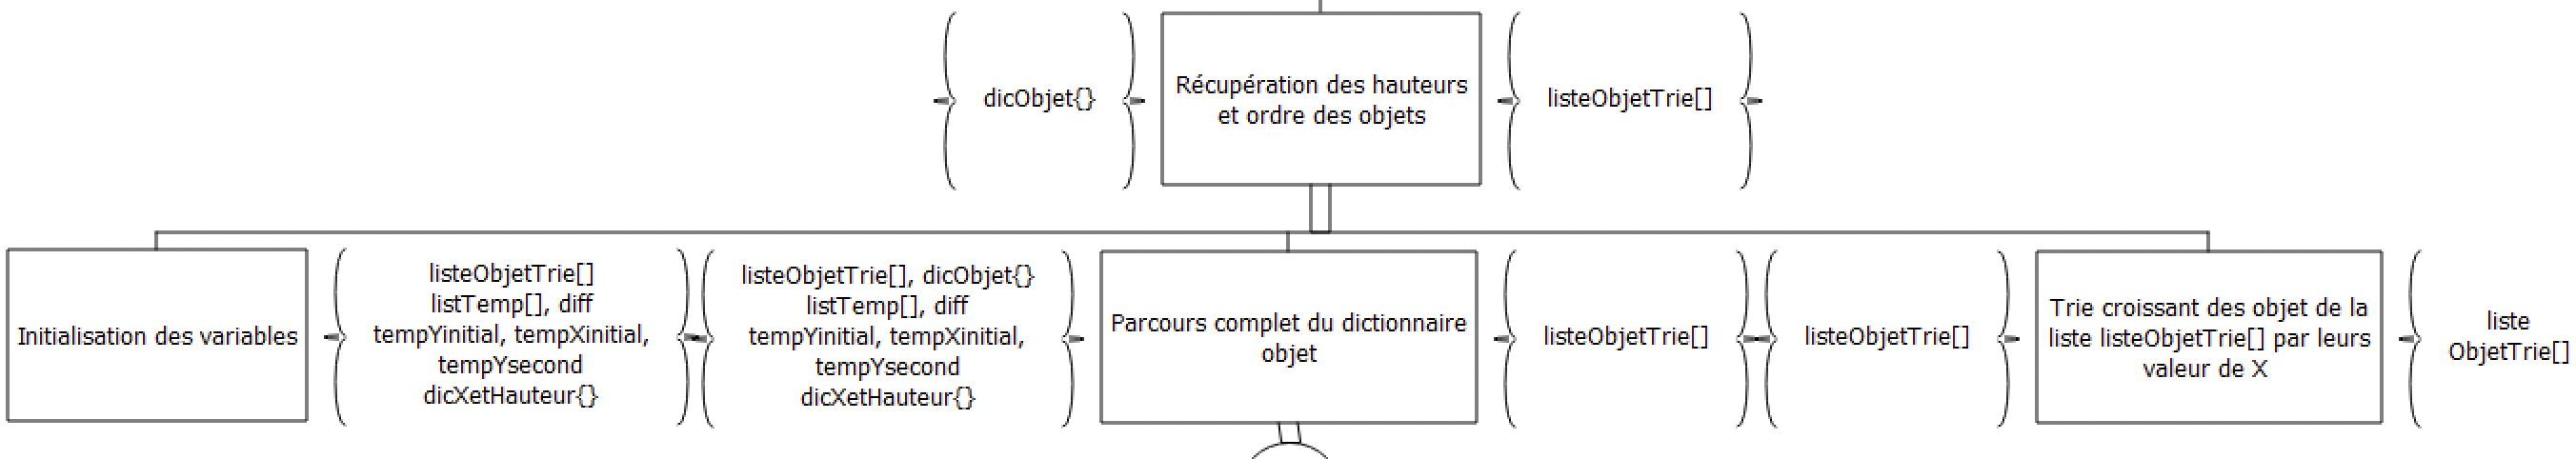 dicObjet{}
Récupération des hauteurs
et ordre des objets
listeObjetTrie[]
Initialisation des variables
listeObjetTrie[]
listTemp[], diff
tempYinitial, tempXinitial,
tempYsecond
dicXetHauteur{}
listeObjetTrie[], dicObjet{}
listTemp[], diff
tempYinitial, tempXinitial,
tempYsecond
dicXetHauteur{}
Parcours complet du dictionnaire
objet
listeObjetTrie[]
listeObjetTrie[]
Trie croissant des objet de la
liste listeObjetTrie[] par leurs
valeur de X
liste
ObjetTrie[]